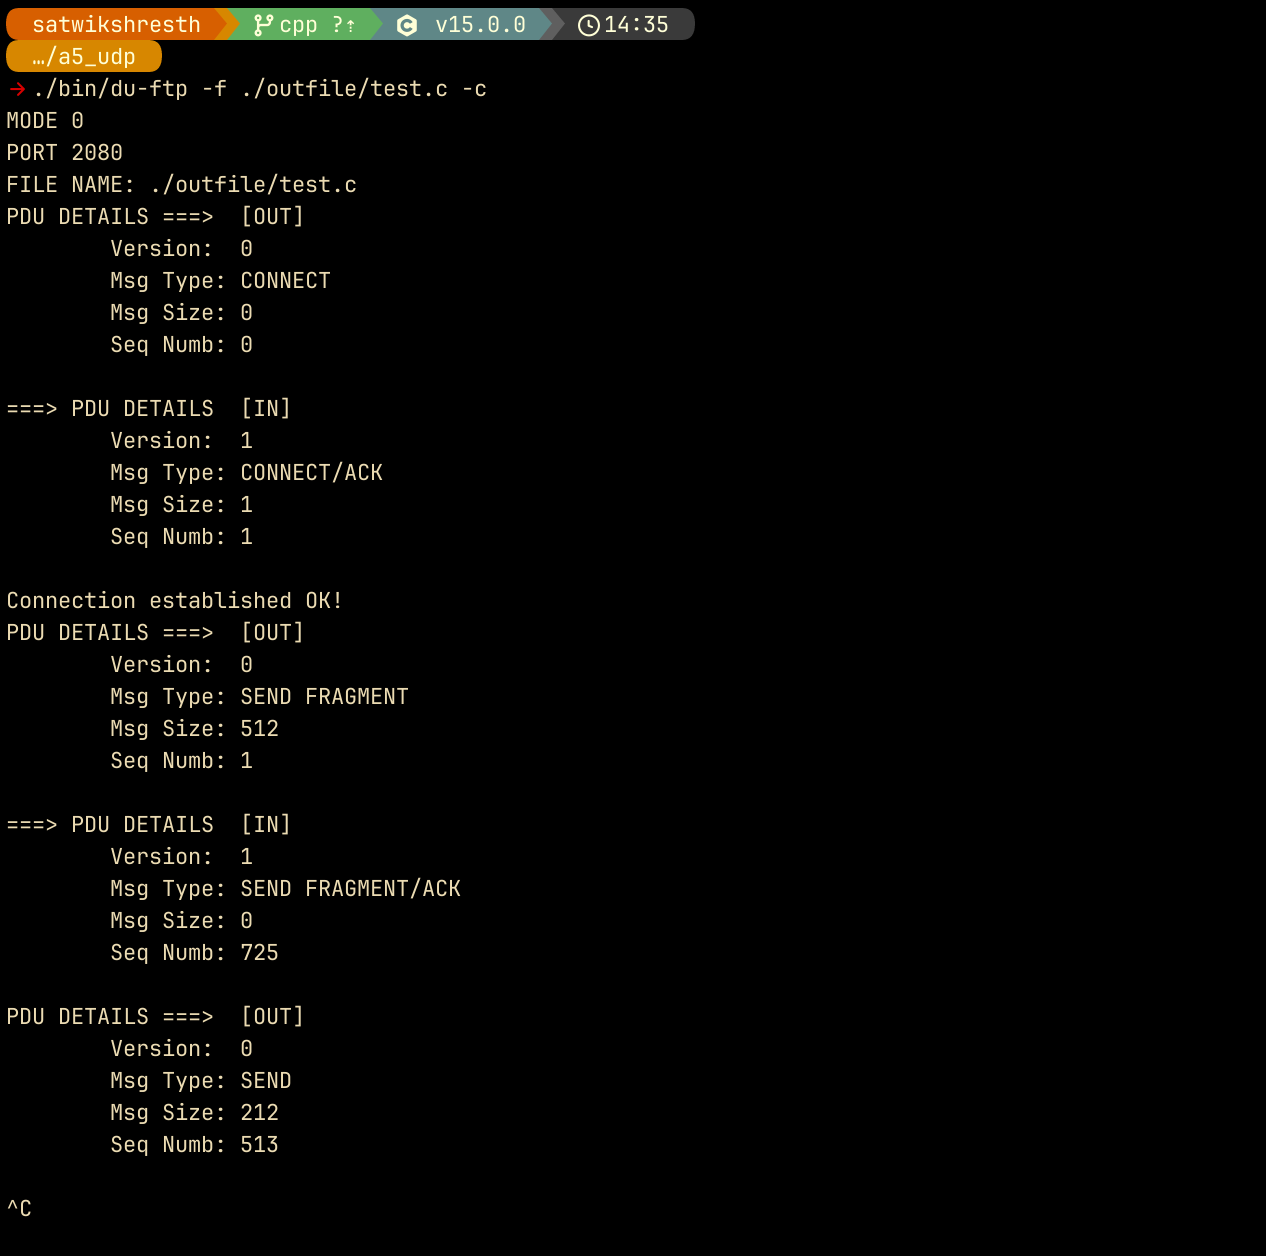 satwikshresth cpp ?⇡ C v15.0.0 14:35
…/a5_udp
→ ./bin/du-ftp -f ./outfile/test.c -c
MODE 0
PORT 2080
FILE NAME: ./outfile/test.c
PDU DETAILS ===>  [OUT]
        Version:  0
        Msg Type: CONNECT
        Msg Size: 0
        Seq Numb: 0

===> PDU DETAILS  [IN]
        Version:  1
        Msg Type: CONNECT/ACK
        Msg Size: 1
        Seq Numb: 1

Connection established OK!
PDU DETAILS ===>  [OUT]
        Version:  0
        Msg Type: SEND FRAGMENT
        Msg Size: 512
        Seq Numb: 1

===> PDU DETAILS  [IN]
        Version:  1
        Msg Type: SEND FRAGMENT/ACK
        Msg Size: 0
        Seq Numb: 725

PDU DETAILS ===>  [OUT]
        Version:  0
        Msg Type: SEND
        Msg Size: 212
        Seq Numb: 513

^C